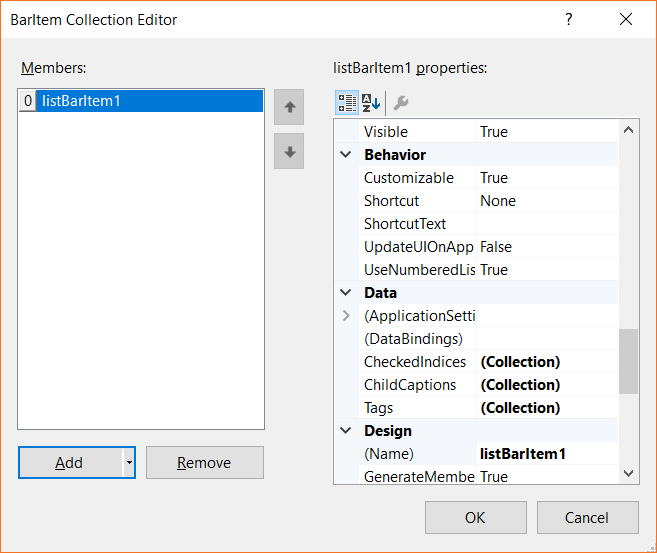 BarItem Collection Editor ?
Members:
0 listBarItem1
Add
Remove
listBarItem1 properties:
Visible True
Behavior
Customizable True
Shortcut None
ShortcutText
UpdateUIOnApp False
UseNumberedLis True
Data
(ApplicationSetti
(DataBindings)
CheckedIndices (Collection)
ChildCaptions (Collection)
Tags (Collection)
Design
(Name) listBarItem1
GenerateMembe True
OK
Cancel